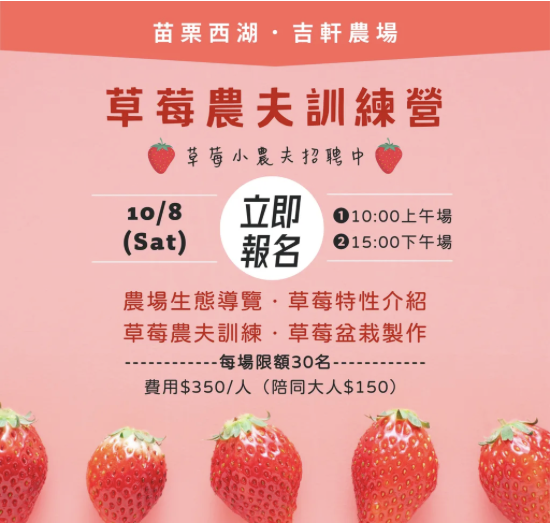 苗栗西湖・吉軒農場
草莓農夫訓練營
草莓小農夫招聘中
10/8
(Sat)
立即
報名
❶10:00上午場
❷15:00下午場
農場生態導覽・草莓特性介紹
草莓農夫訓練・草莓盆栽製作
------------每場限額30名------------
費用$350/人（陪同大人$150）